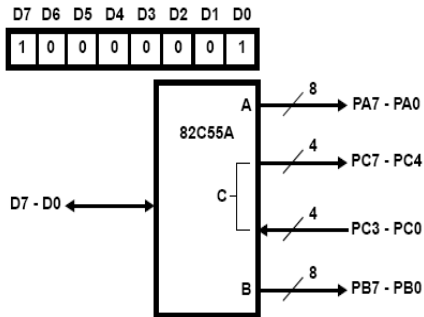 D7 D6 D5 D4 D3 D2 D1 D0
1 0 0 0 0 0 0 1
A 8 PA7 - PA0
82C55A
4 PC7 - PC4
C
D7 - D0
4 PC3 - PC0
B 8 PB7 - PB0